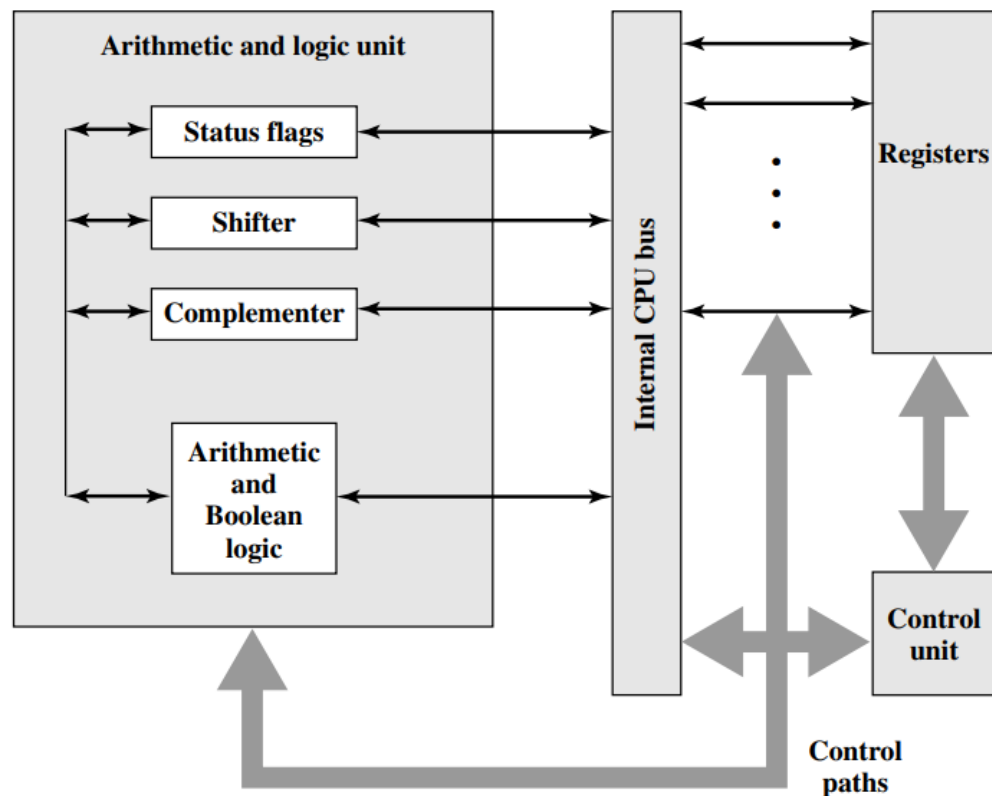 Arithmetic and logic unit
Status flags
Shifter
Complementer
Arithmetic
and
Boolean
logic
Internal CPU bus
Registers
Control
unit
Control
paths